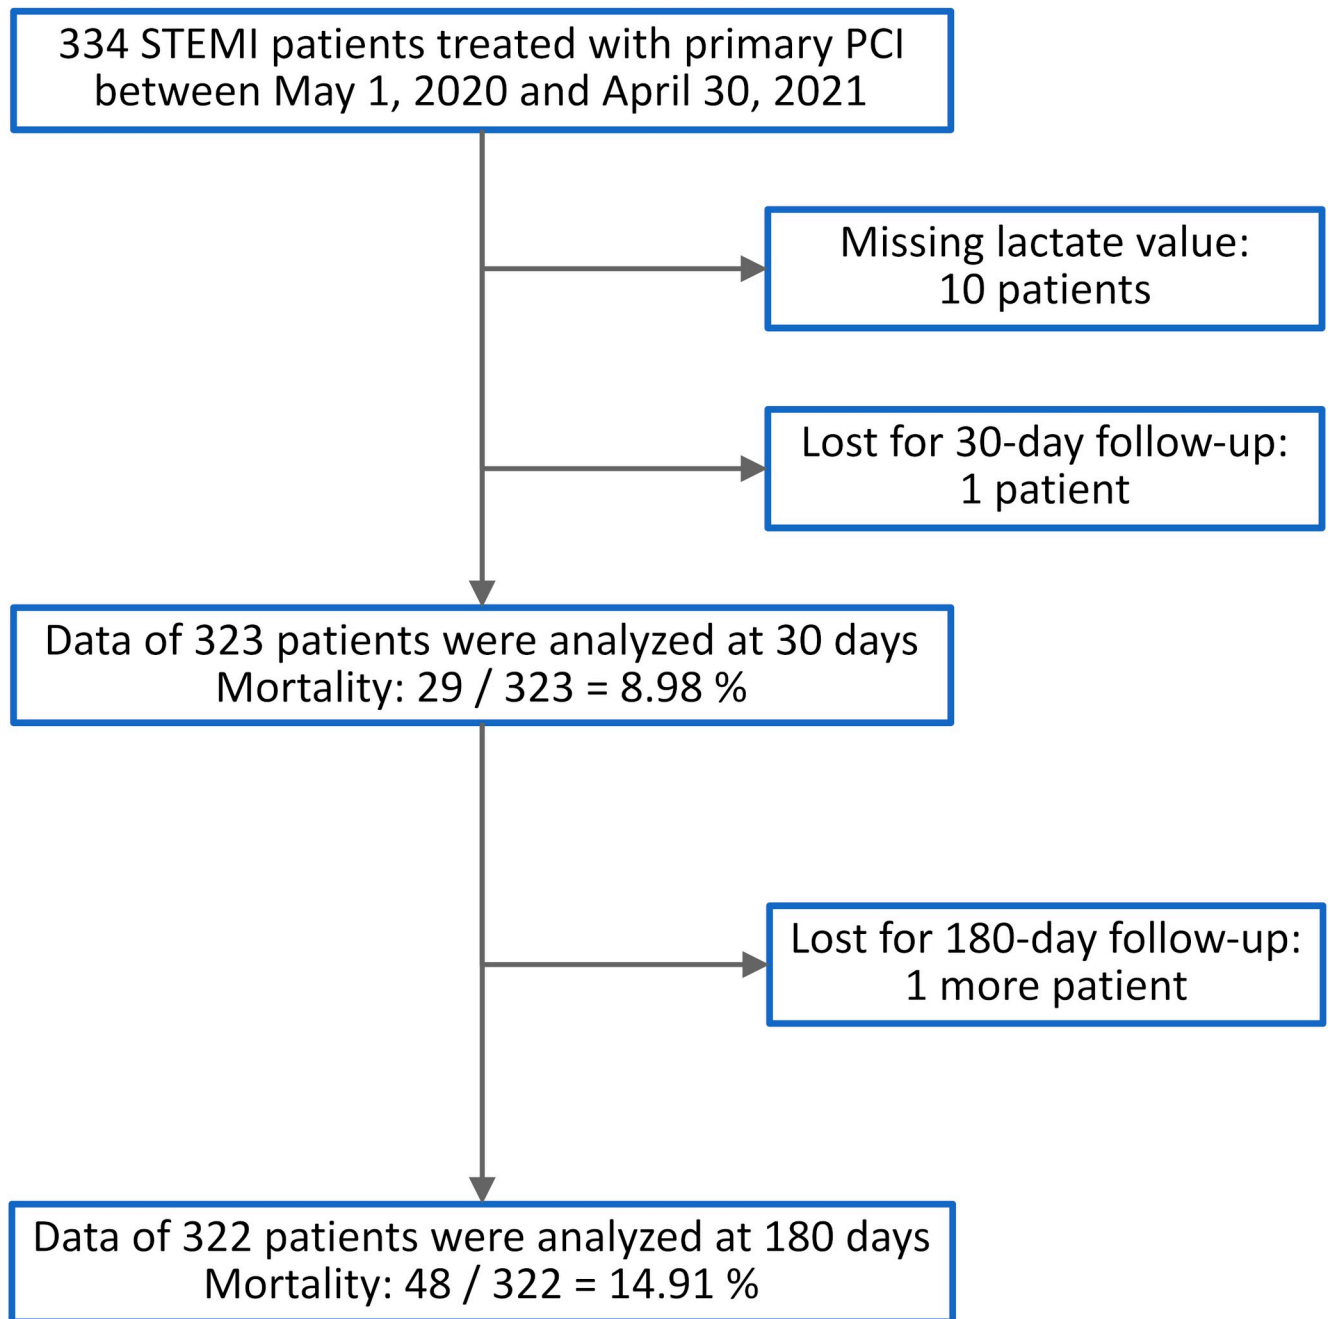 334 STEMI patients treated with primary PCI
between May 1, 2020 and April 30, 2021
Missing lactate value:
10 patients
Lost for 30-day follow-up:
1 patient
Data of 323 patients were analyzed at 30 days
Mortality: 29 / 323 = 8.98 %
Lost for 180-day follow-up:
1 more patient
Data of 322 patients were analyzed at 180 days
Mortality: 48 / 322 = 14.91 %